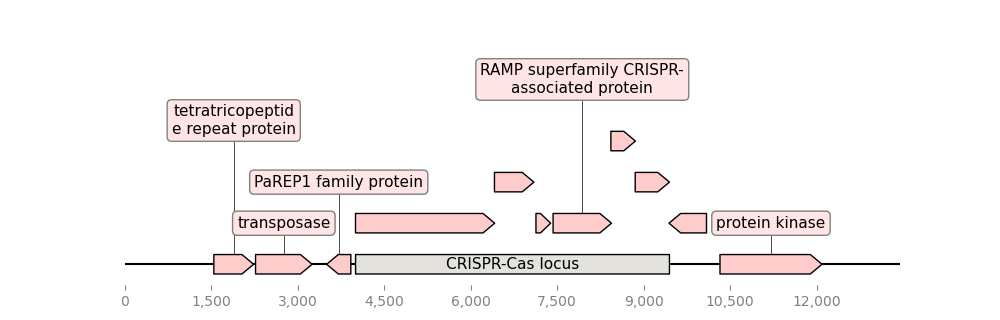 RAMP superfamily CRISPR-
associated protein
tetratricopeptid
e repeat protein
PaREP1 family protein
transposase
protein kinase
CRISPR-Cas locus
0 1,500 3,000 4,500 6,000 7,500 9,000 10,500 12,000